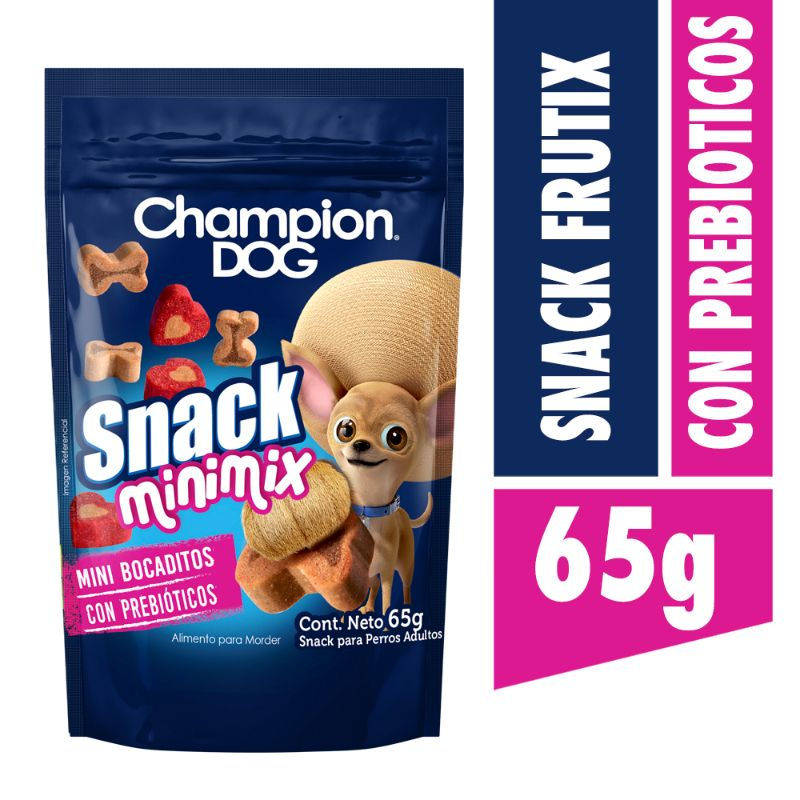 Champion®
DOG
Snack
minimix
MINI BOCADITOS
CON PREBIÓTICOS
Alimento para Morder
Cont. Neto 65g
Snack para Perros Adultos
Imagen Referencial
SNACK FRUTIX
CON PREBIOTICOS
65g